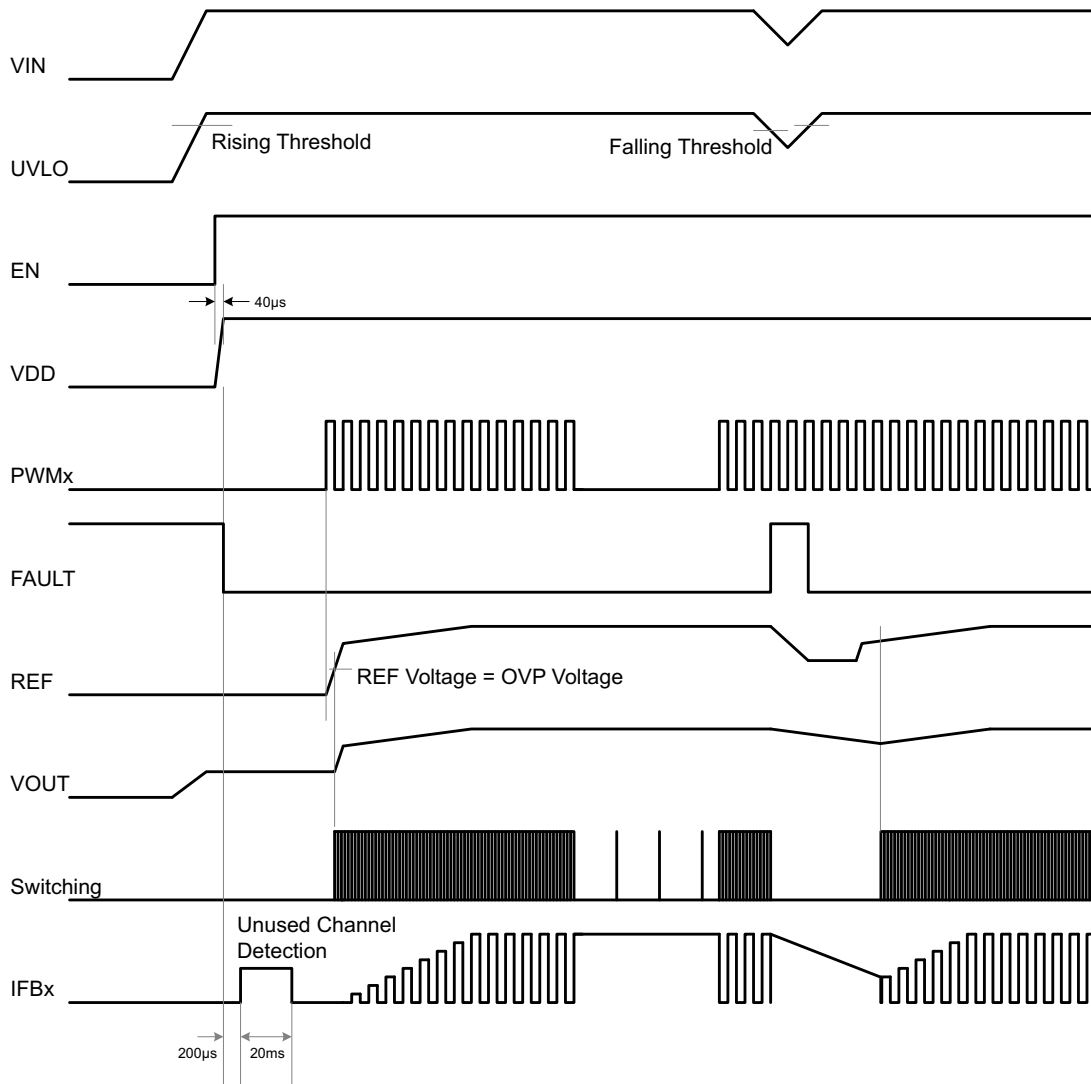 VIN
Rising Threshold
Falling Threshold
UVLO
EN
40µs
VDD
PWMx
FAULT
REF
REF Voltage = OVP Voltage
VOUT
Switching
Unused Channel
Detection
IFBx
200µs
20ms